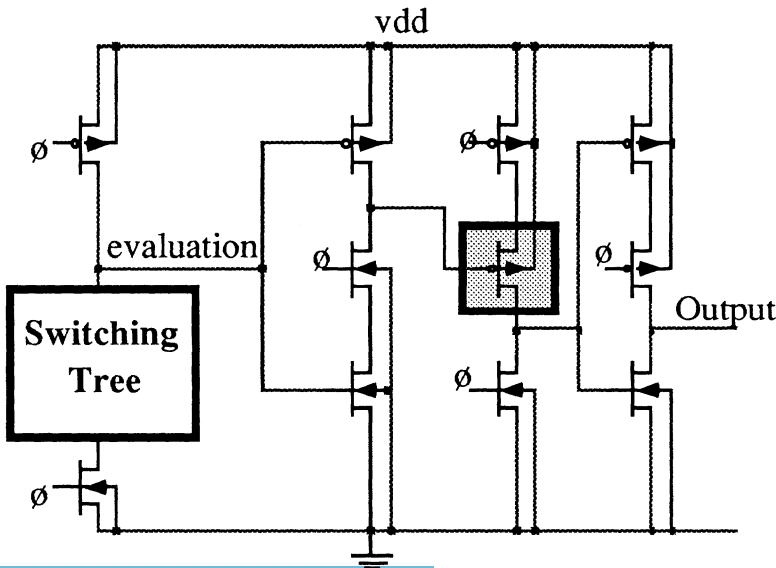 vdd
ø
ø
evaluation
ø
ø
Output
Switching
Tree
ø
ø